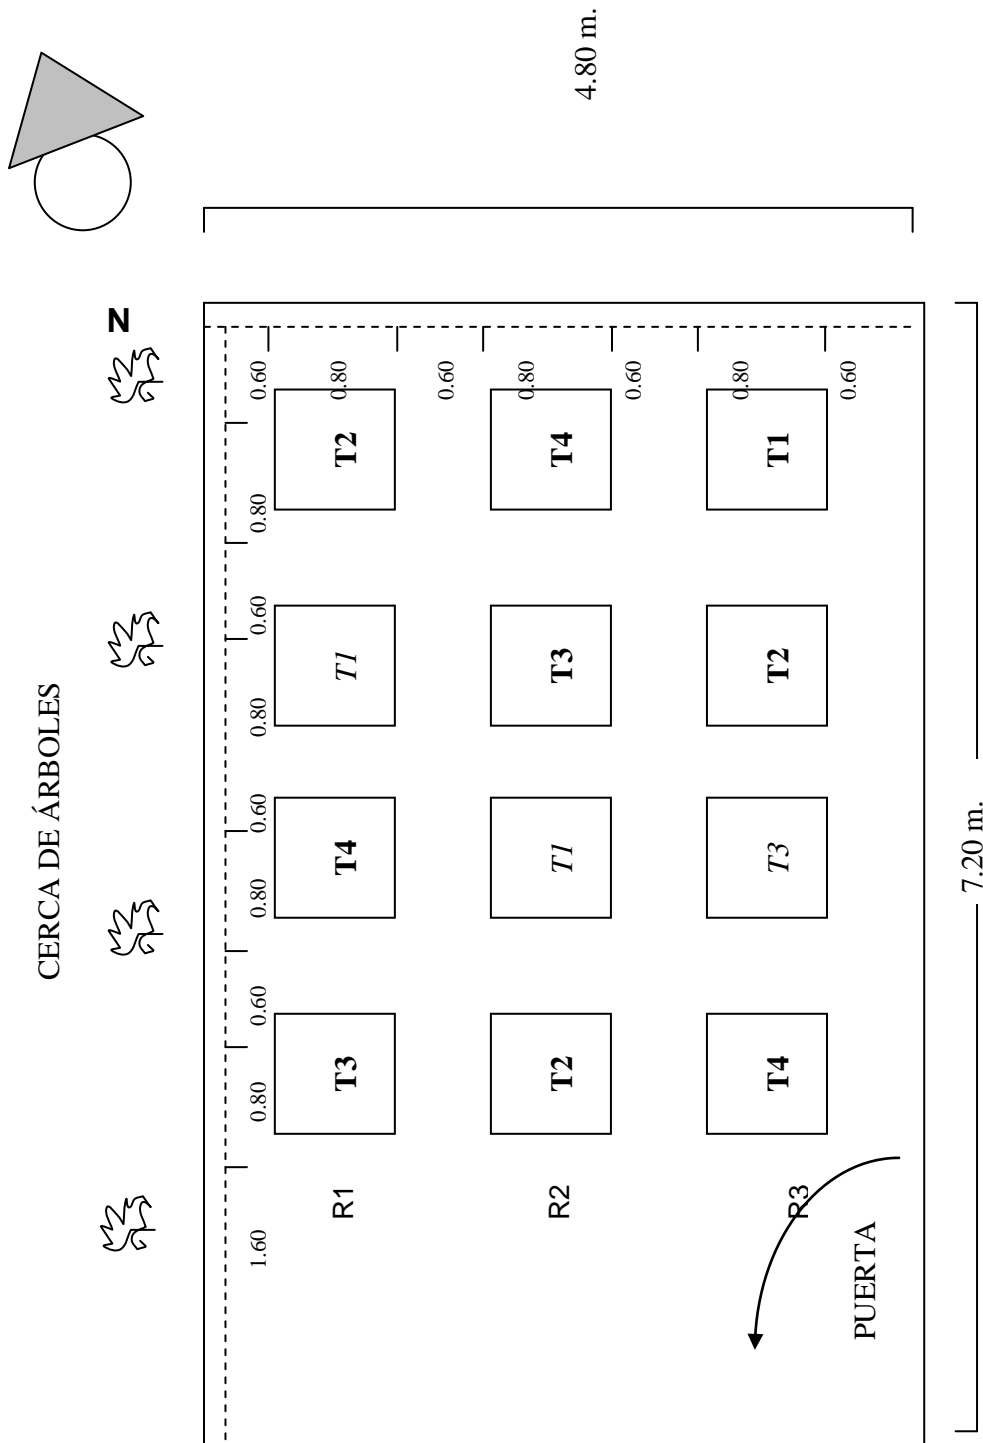 CERCA DE ÁRBOLES
N
1.60 0.80 0.60 0.80 0.60 0.80 0.60 0.80 0.60
R1 T3 T4 T1 T2 0.80
0.60
0.80
R2 T2 T1 T3 T4
4.80 m.
0.60
0.80
R3 T4 T3 T2 T1
0.60
PUERTA
7.20 m.